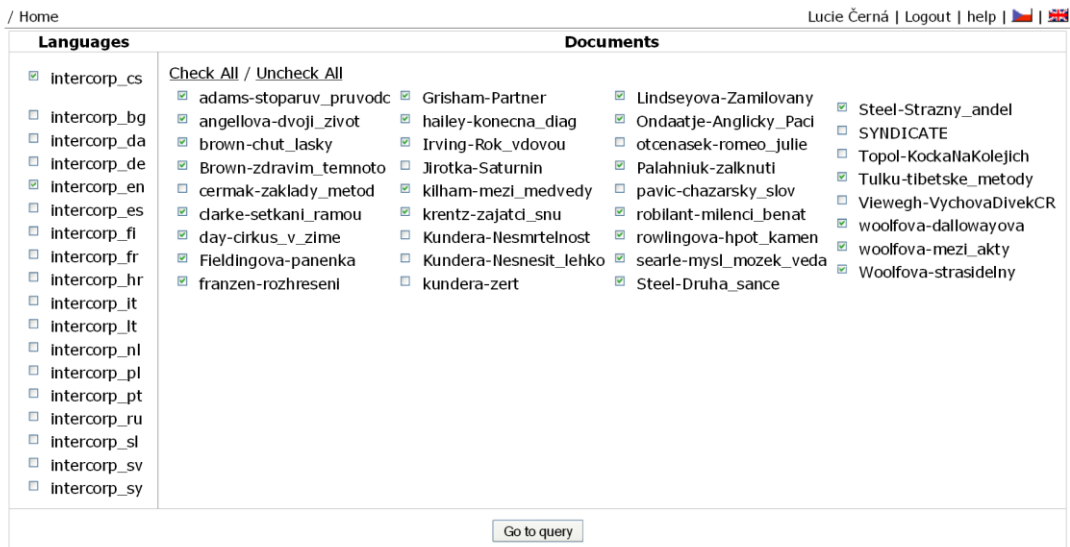 / Home
Lucie Černá | Logout | help | |
Languages
Documents
intercorp_cs
intercorp_bg
intercorp_da
intercorp_de
intercorp_en
intercorp_es
intercorp_fi
intercorp_fr
intercorp_hr
intercorp_it
intercorp_lt
intercorp_nl
intercorp_pl
intercorp_pt
intercorp_ru
intercorp_sl
intercorp_sv
intercorp_sy
Check All / Uncheck All
adams-stoparuv_pruvodc
angellova-dvoji_zivot
brown-chut_lasky
Brown-zdravim_temnoto
cermak-zaklady_metod
clarke-setkani_ramou
day-cirkus_v_zime
Fieldingova-panenka
franzen-rozhreseni
Grisham-Partner
hailey-konecna_diag
Irving-Rok_vdovou
Jirotka-Saturnin
kilham-mezi_medvedy
krentz-zajatci_snu
Kundera-Nesmrtelnost
Kundera-Nesnesit_lehko
kundera-zert
Lindseyova-Zamilovany
Ondaatje-Anglicky_Paci
otcenasek-romeo_julie
Palahniuk-zalknuti
pavic-chazarsky_slov
robilant-milenci_benat
rowlingova-hpot_kamen
searle-mysl_mozek_veda
Steel-Druha_sance
Steel-Strazny_andel
SYNDICATE
Topol-KockaNaKolejich
Tulku-tibetske_metody
Viewegh-VychovaDivekCR
woolfova-dallowayova
woolfova-mezi_akty
Woolfova-strasidelny
Go to query